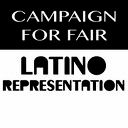 CAMPAIGN
FOR FAIR
LATINO
REPRESENTATION